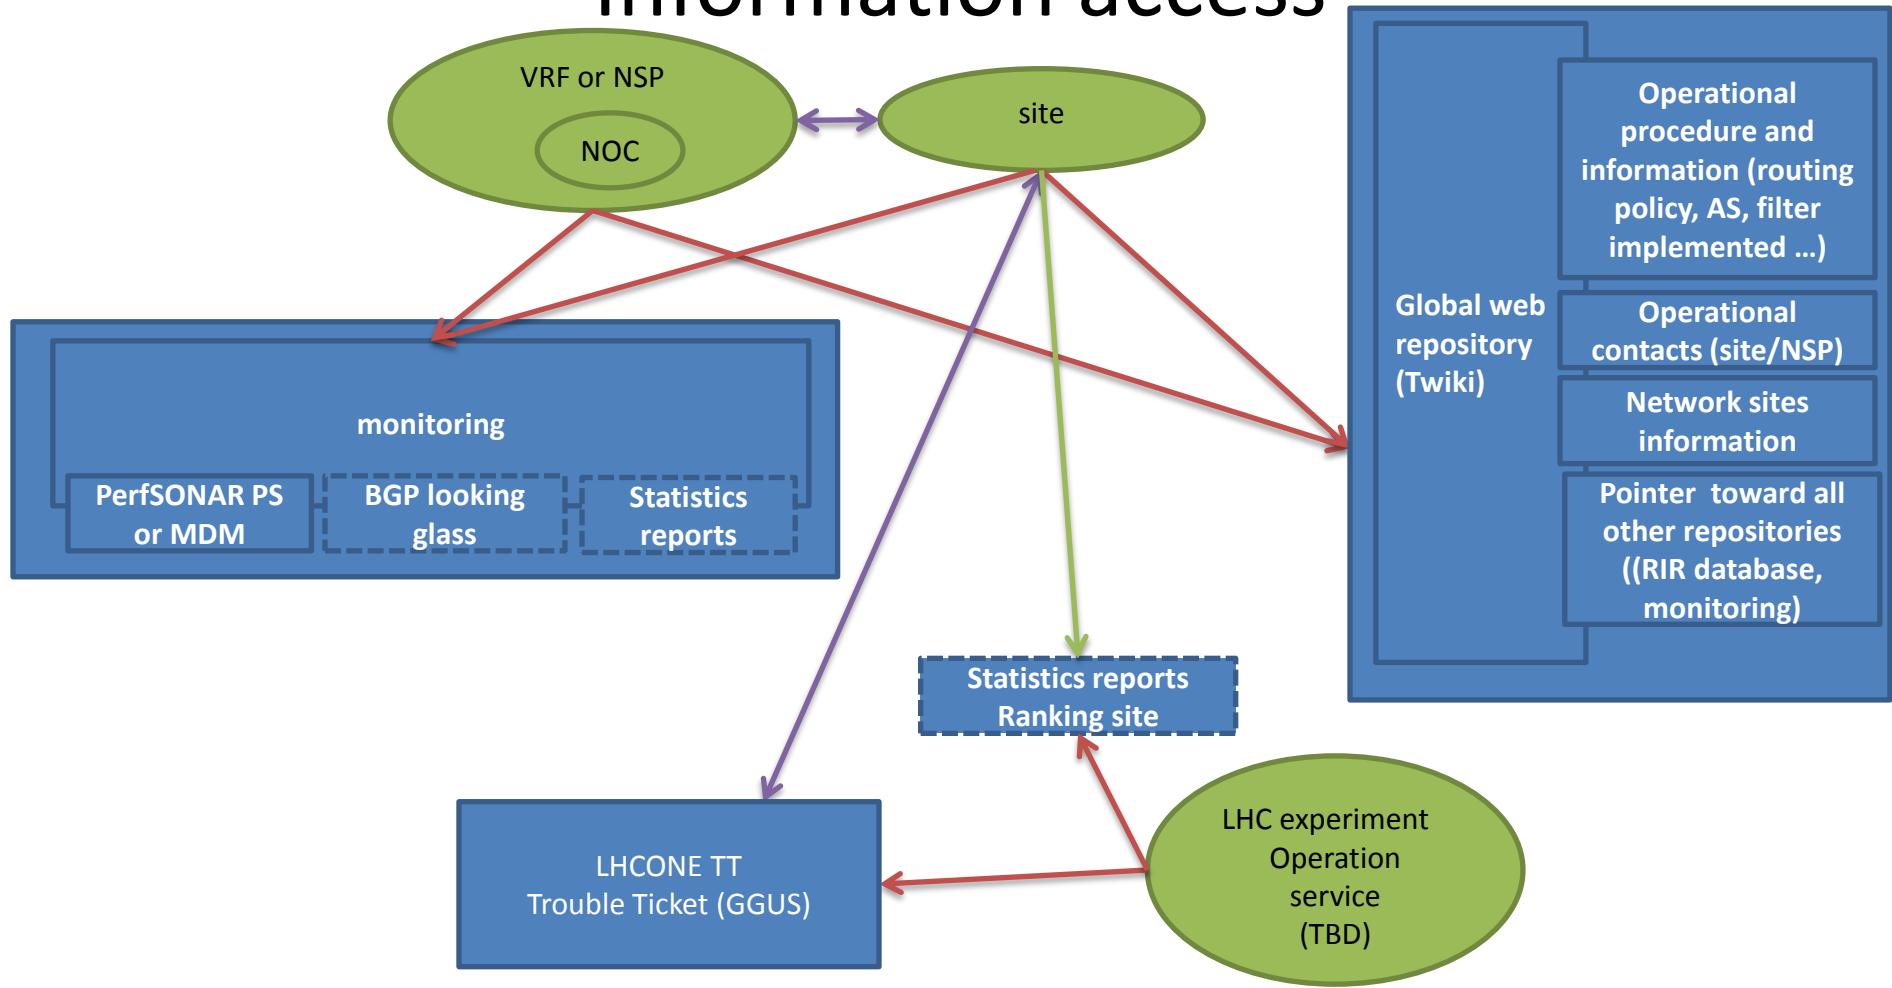 information access
VRF or NSP
NOC
site
Operational
procedure and
information (routing
policy, AS, filter
implemented ...)
Global web
repository
(Twiki)
Operational
contacts (site/NSP)
Network sites
information
Pointer  toward all
other repositories
((RIR database,
monitoring)
monitoring
PerfSONAR PS
or MDM
BGP looking
glass
Statistics
reports
Statistics reports
Ranking site
LHCONE TT
Trouble Ticket (GGUS)
LHC experiment
Operation
service
(TBD)